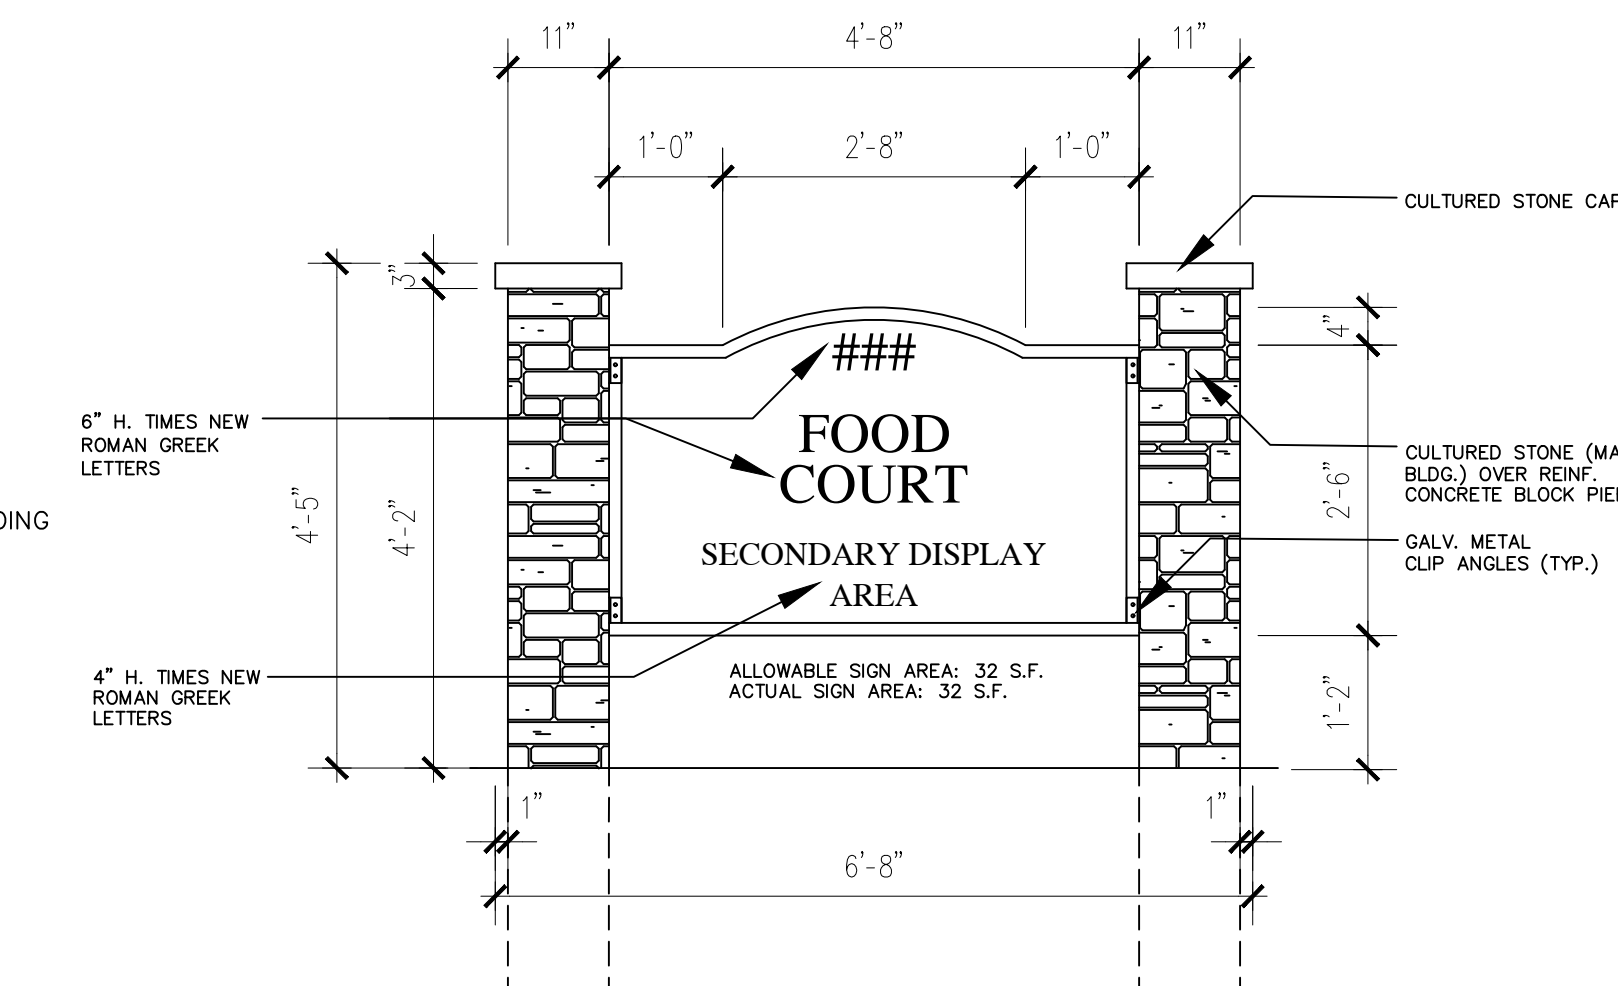 11”
4’-8”
11”
1’-0”
2’-8”
1’-0”
CULTURED STONE CAP
3”
4”
###
6” H. TIMES NEW
ROMAN GREEK
LETTERS
FOOD
COURT
CULTURED STONE (MA
BLDG.) OVER REINF.
CONCRETE BLOCK PIE
2’-6”
4’-5”
4’-2”
DING
SECONDARY DISPLAY
AREA
GALV. METAL
CLIP ANGLES (TYP.)
4” H. TIMES NEW
ROMAN GREEK
LETTERS
ALLOWABLE SIGN AREA: 32 S.F.
ACTUAL SIGN AREA: 32 S.F.
1’-2”
1”
1”
6’-8”